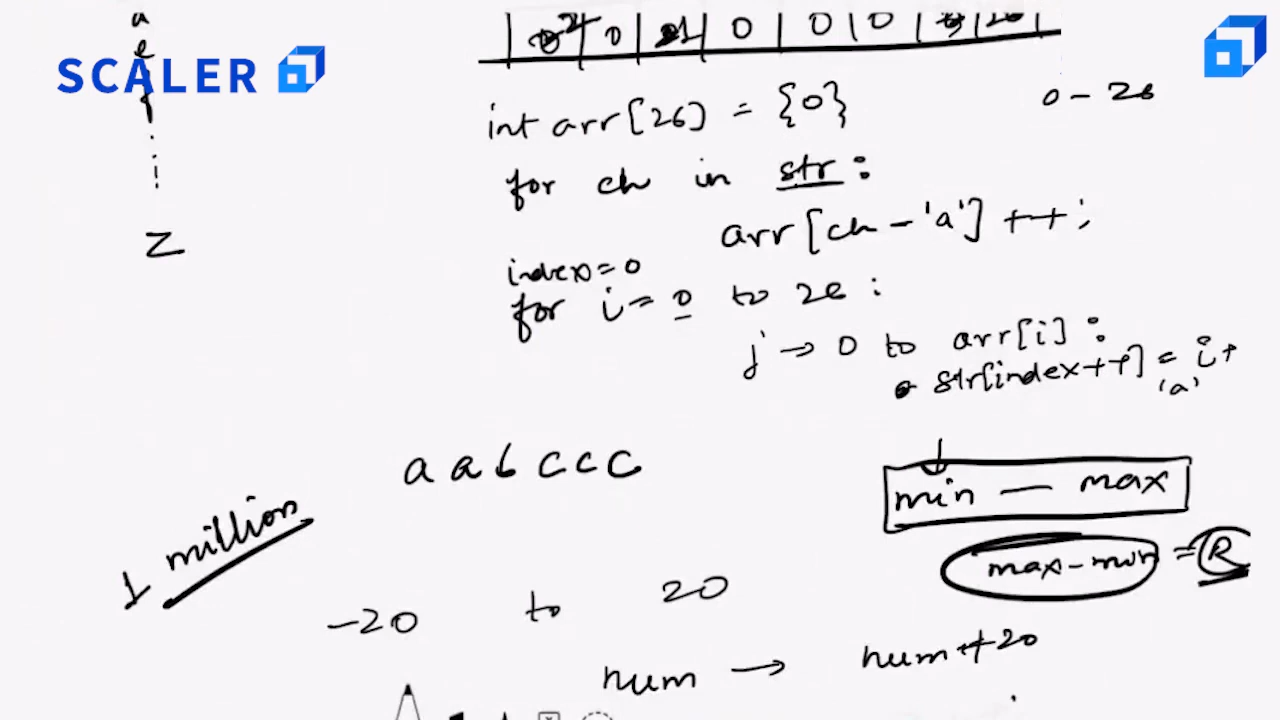 a
e
SCALER
Z
0 1 0 0 0
int arr[26] = {0}
0 - 26
for ch in str:
arr[ch - 'a']++;
index=0
for i= 0 to 26:
j → 0 to arr[i]:
str[index++] = i+
'a'
a a b c c c
min — max
1 million
max-min = R
-20 to 20
num → num+20